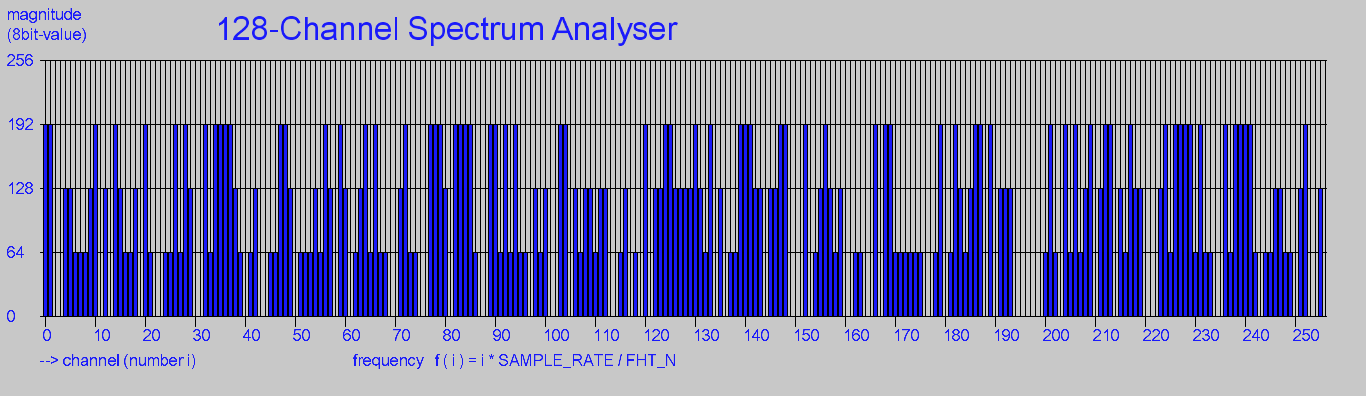 magnitude
(8bit-value)
128-Channel Spectrum Analyser
256
192
128
64
0
0 10 20 30 40 50 60 70 80 90 100 110 120 130 140 150 160 170 180 190 200 210 220 230 240 250
--> channel (number i)
frequency f ( i ) = i * SAMPLE_RATE / FHT_N